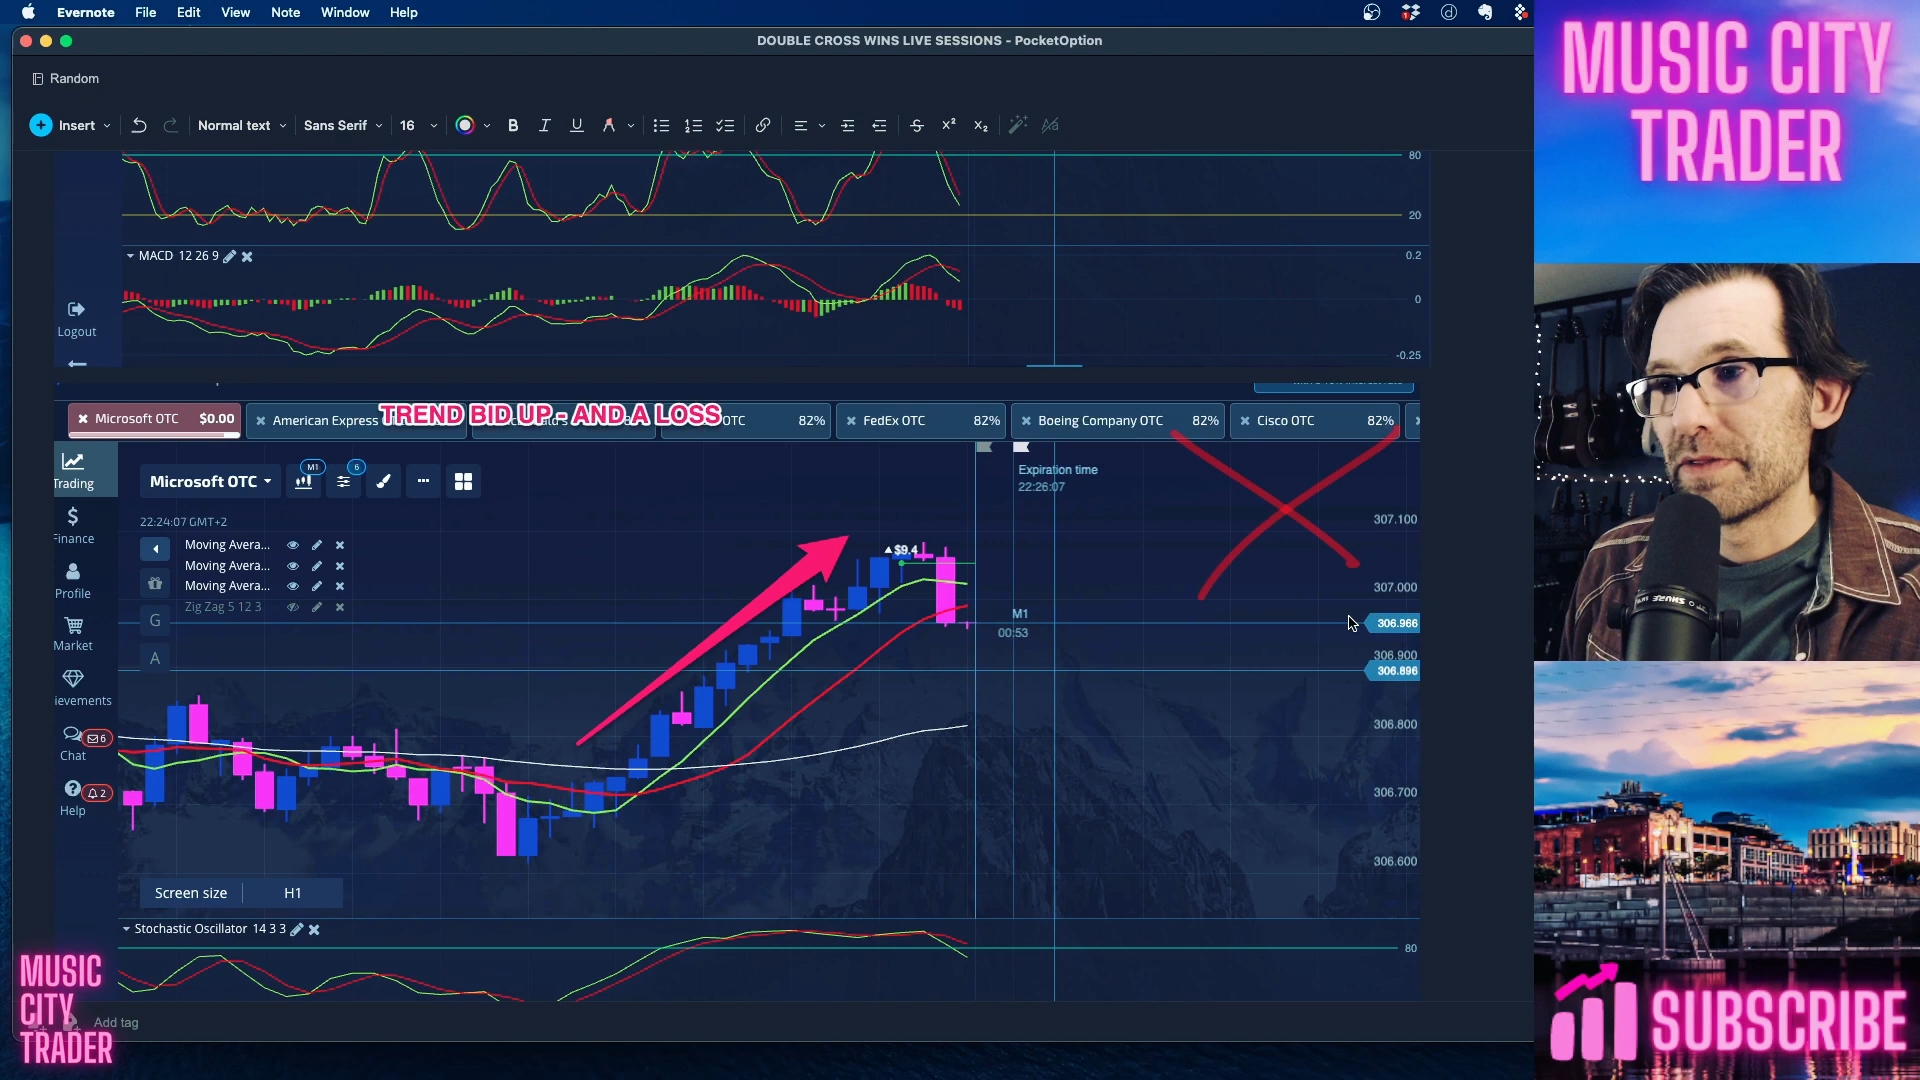 Evernote File Edit View Note Window Help
DOUBLE CROSS WINS LIVE SESSIONS - PocketOption
Random
Insert Normal text Sans Serif 16
80
20
MACD 12 26 9
0.2
0
-0.25
Logout
Microsoft OTC $0.00
American Express
TREND BID UP - AND A LOSS
OTC 82%
FedEx OTC 82%
Boeing Company OTC 82%
Cisco OTC 82%
Trading
Finance
Profile
Market
ievements
Chat 6
Help 2
Microsoft OTC M1 6
22:24:07 GMT+2
Moving Avera...
Moving Avera...
Moving Avera...
Zig Zag 5 12 3
G
A
Expiration time
22:26:07
$9.4
M1
00:53
307.100
307.000
306.966
306.900
306.896
306.800
306.700
306.600
Screen size H1
Stochastic Oscillator 14 3 3
80
Add tag
MUSIC
CITY
TRADER
MUSIC CITY
TRADER
SHURE
SUBSCRIBE